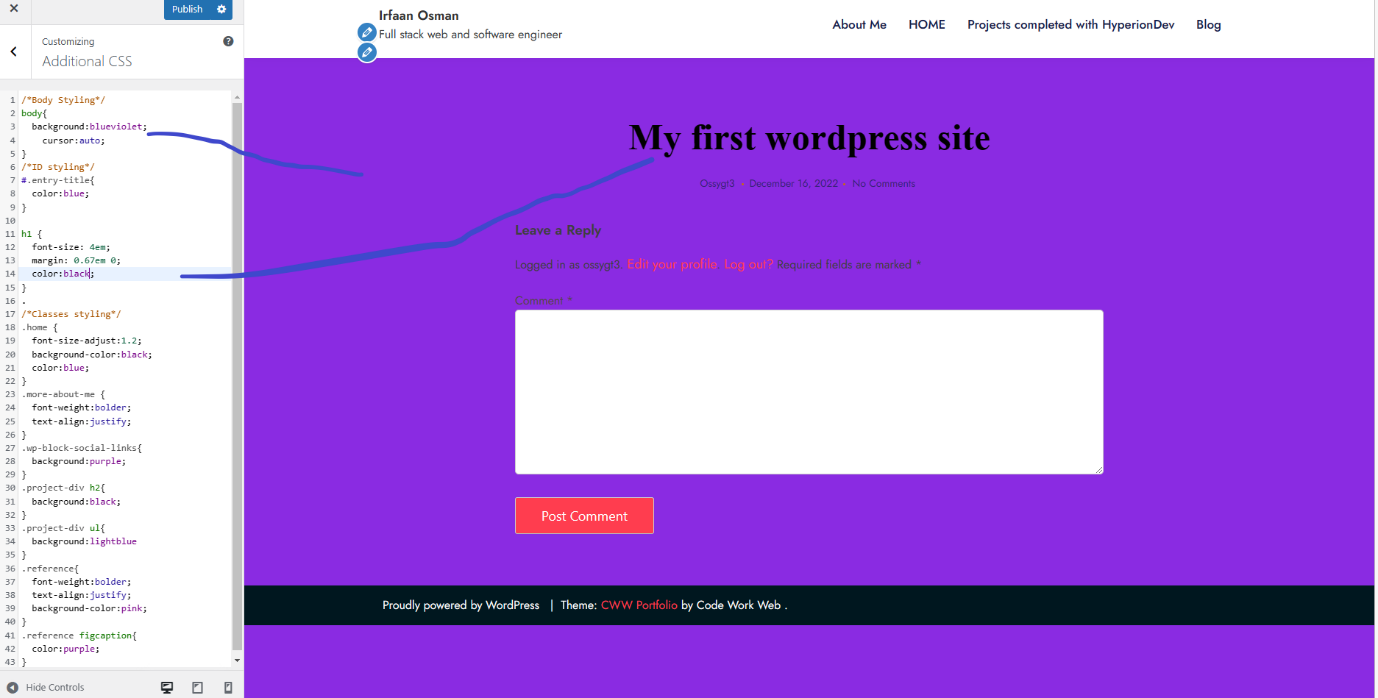 Publish
Customizing
Additional CSS
1 /*Body Styling*/
2 body{
3 background:blueviolet;
4 cursor:auto;
5 }
6 /*ID styling*/
7 #.entry-title{
8 color:blue;
9 }
10
11 h1 {
12 font-size: 4em;
13 margin: 0.67em 0;
14 color:black;
15 }
16 .
17 /*Classes styling*/
18 .home {
19 font-size-adjust:1.2;
20 background-color:black;
21 color:blue;
22 }
23 .more-about-me {
24 font-weight:bolder;
25 text-align:justify;
26 }
27 .wp-block-social-links{
28 background:purple;
29 }
30 .project-div h2{
31 background:black;
32 }
33 .project-div ul{
34 background:lightblue
35 }
36 .reference{
37 font-weight:bolder;
38 text-align:justify;
39 background-color:pink;
40 }
41 .reference figcaption{
42 color:purple;
43 }
Hide Controls
Irfaan Osman
Full stack web and software engineer
About Me HOME Projects completed with HyperionDev Blog
My first wordpress site
Ossygt3 • December 16, 2022 • No Comments
Leave a Reply
Logged in as ossygt3. Edit your profile. Log out? Required fields are marked *
Comment *
Post Comment
Proudly powered by WordPress | Theme: CWW Portfolio by Code Work Web .